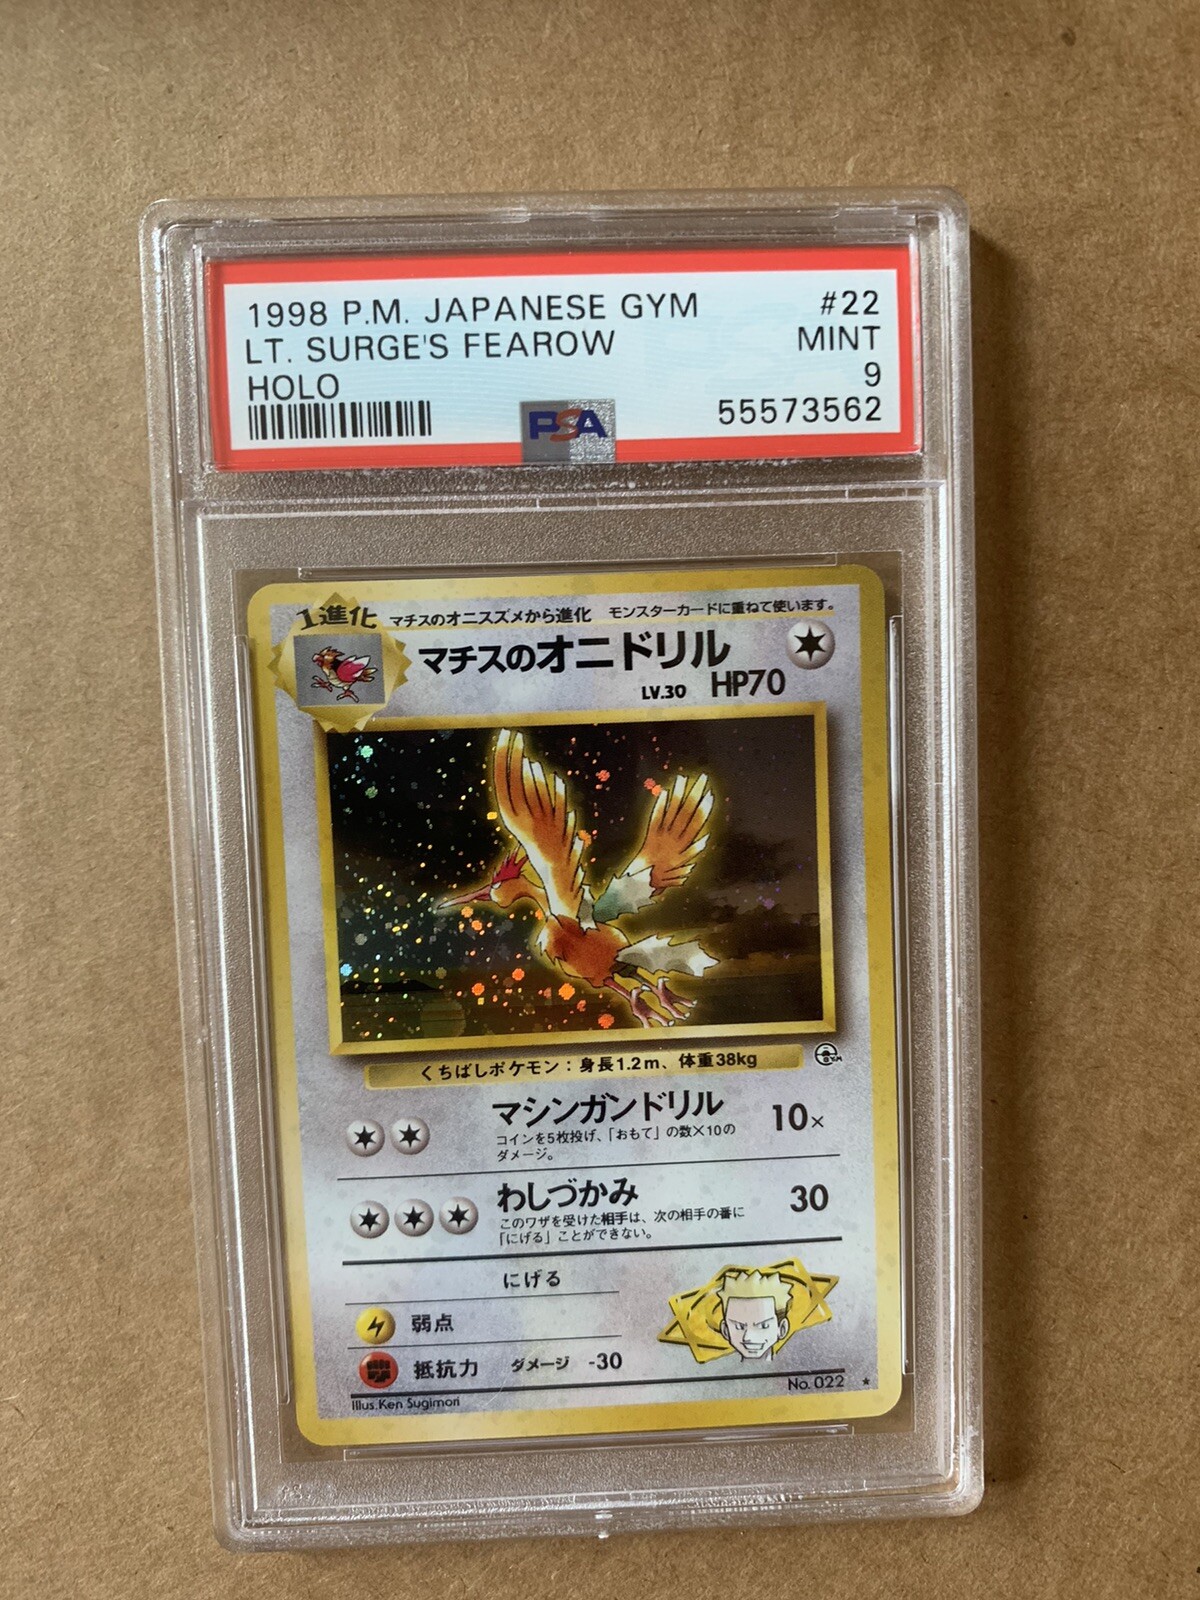 1998 P.M. JAPANESE GYM #22
LT. SURGE'S FEAROW MINT
HOLO 9
55573562
PSA
1進化 マチスのオニスズメから進化 モンスターカードに重ねて使います。
マチスのオニドリル
LV.30 HP70
くちばしポケモン：身長1.2m、体重38kg
GYM
マシンガンドリル 10×
コインを5枚投げ、「おもて」の数×10の
ダメージ。
わしづかみ 30
このワザを受けた相手は、次の相手の番に
「にげる」ことができない。
にげる
弱点
抵抗力 ダメージ -30
Illus.Ken Sugimori No.022 ★